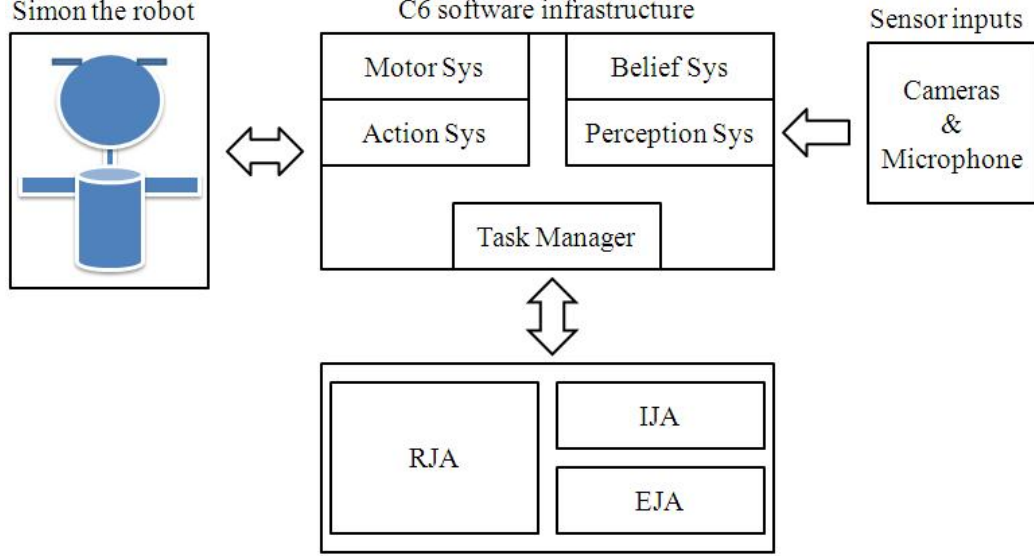 Simon the robot
C6 software infrastructure
Sensor inputs
Motor Sys
Belief Sys
Action Sys
Perception Sys
Task Manager
Cameras
&
Microphone
RJA
IJA
EJA